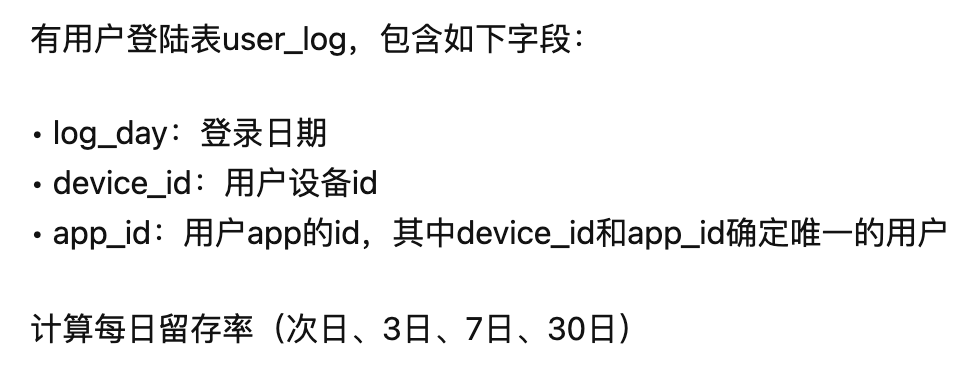 有用户登陆表user_log，包含如下字段：
• log_day：登录日期
• device_id：用户设备id
• app_id：用户app的id，其中device_id和app_id确定唯一的用户
计算每日留存率（次日、3日、7日、30日）